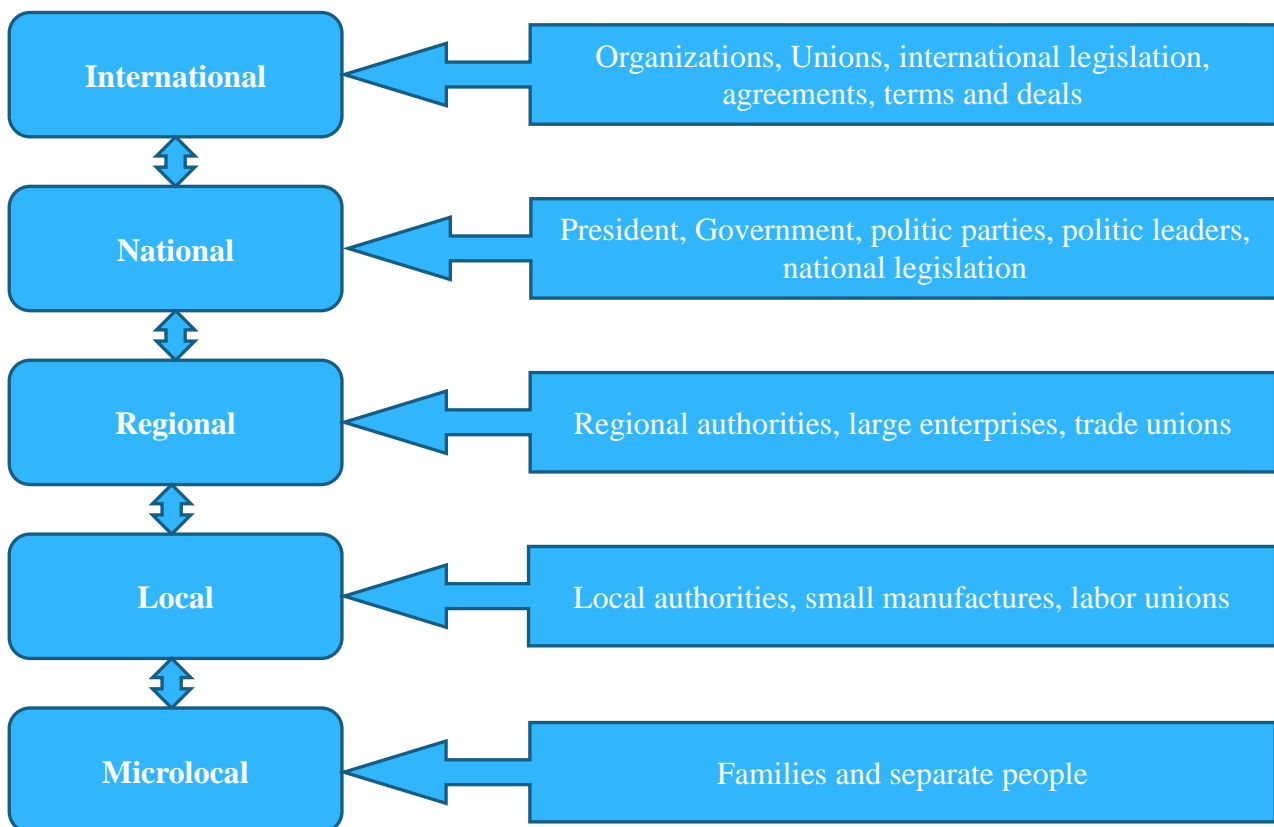 International
Organizations, Unions, international legislation,
agreements, terms and deals
National
President, Government, politic parties, politic leaders,
national legislation
Regional
Regional authorities, large enterprises, trade unions
Local
Local authorities, small manufactures, labor unions
Microlocal
Families and separate people